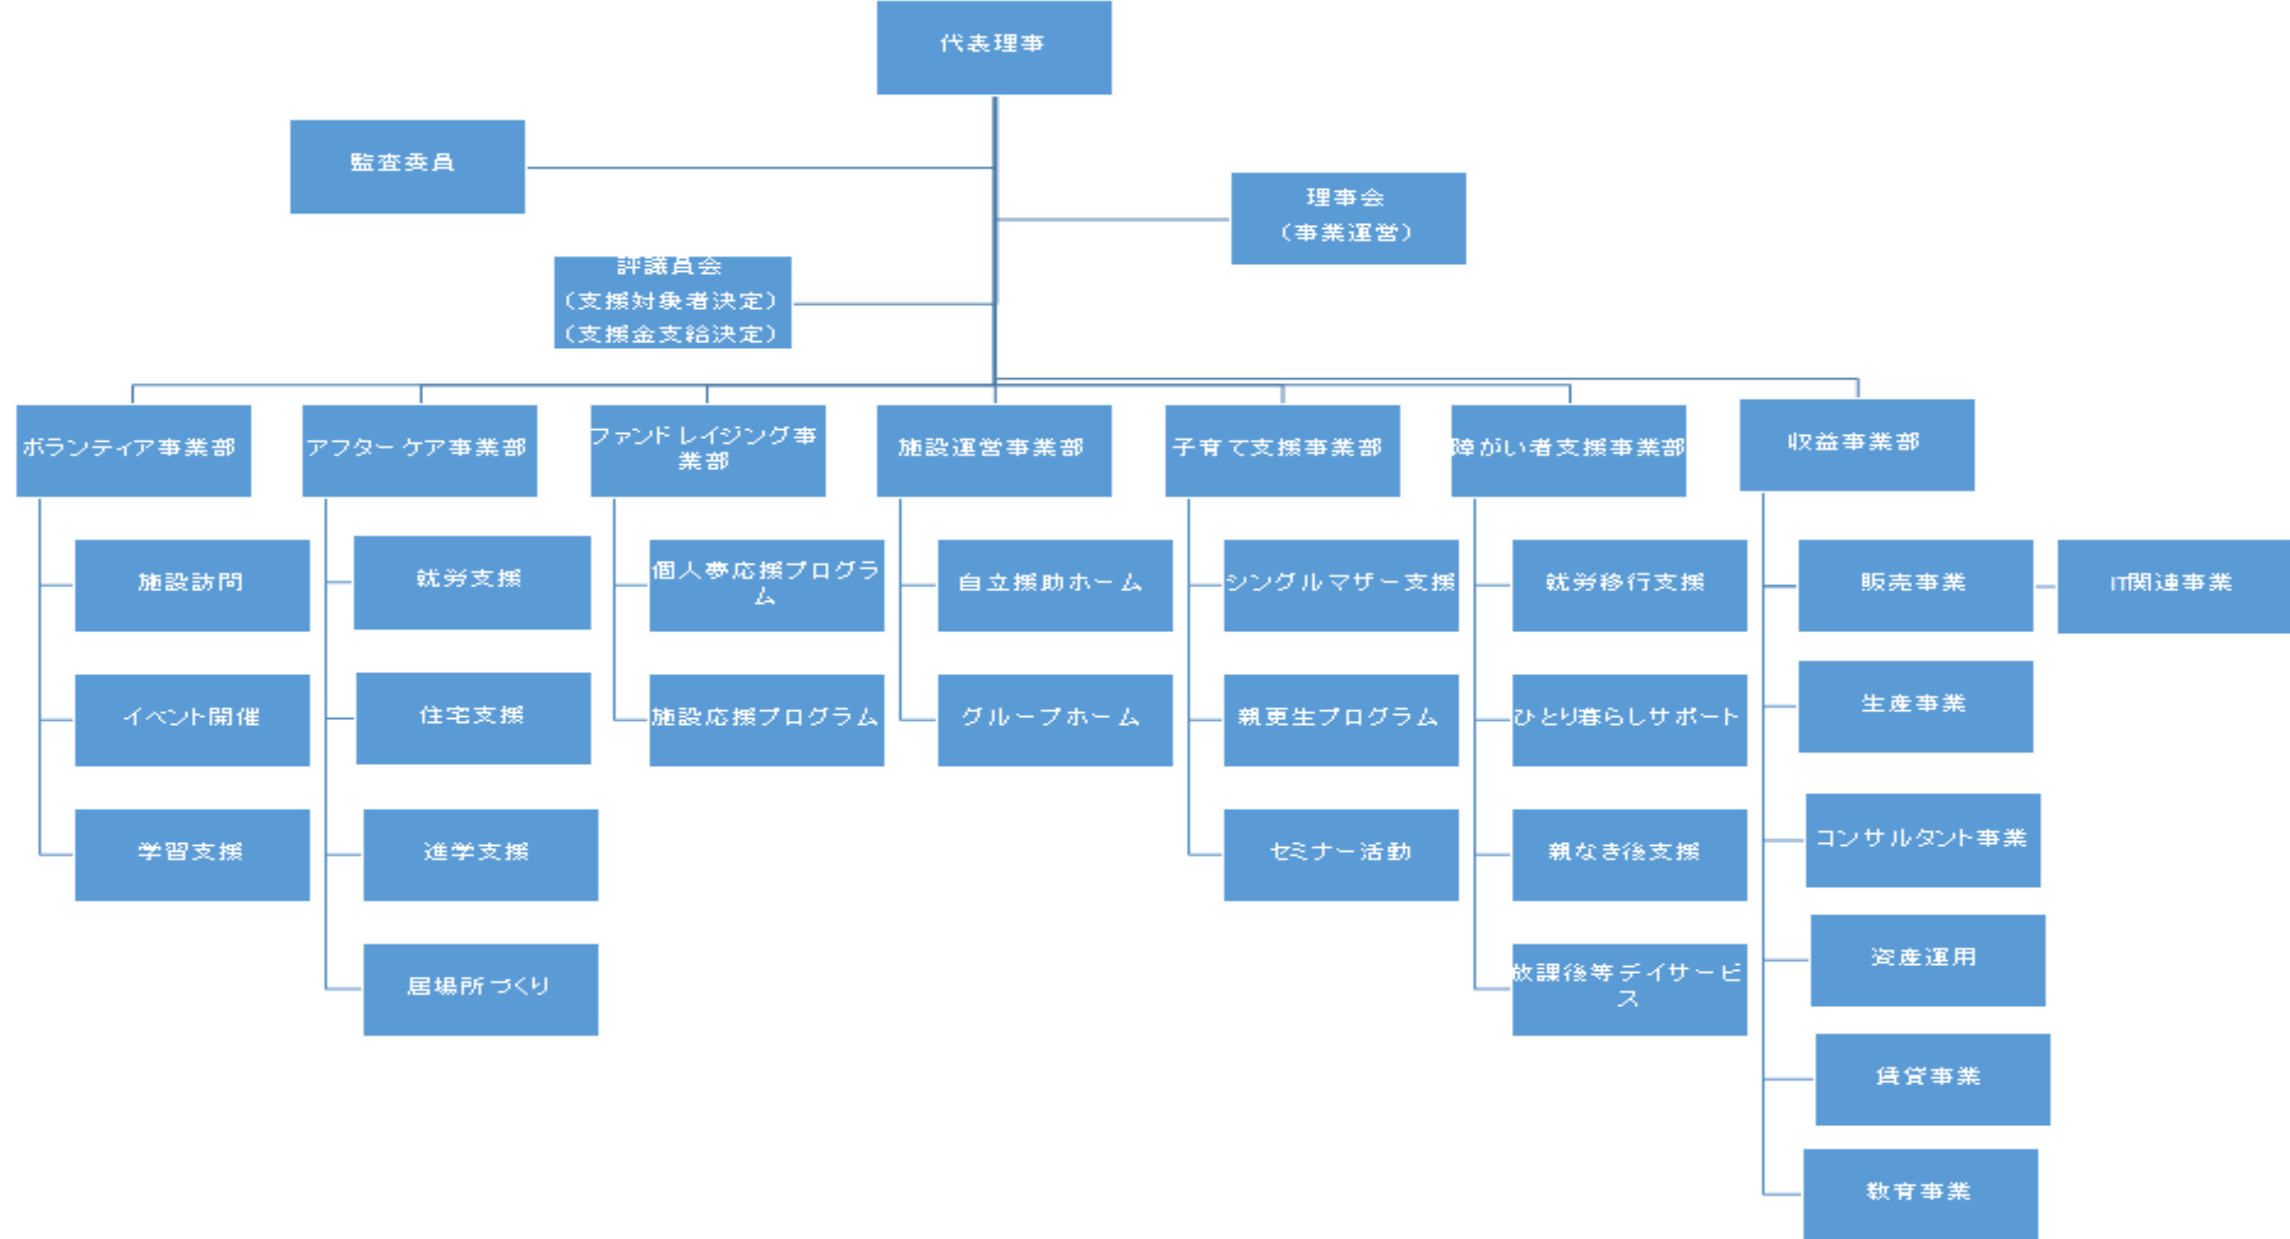 代表理事
監査委員
理事会
（事業運営）
評議員会
（支援対象者決定）
（支援金支給決定）
ボランティア事業部
アフターケア事業部
ファンドレイジング事
業部
施設運営事業部
子育て支援事業部
障がい者支援事業部
収益事業部
施設訪問
イベント開催
学習支援
就労支援
住宅支援
進学支援
居場所づくり
個人夢応援プログラ
ム
施設応援プログラム
自立援助ホーム
グループホーム
シングルマザー支援
親更生プログラム
セミナー活動
就労移行支援
ひとり暮らしサポート
親なき後支援
放課後等デイサービ
ス
販売事業
IT関連事業
生産事業
コンサルタント事業
資産運用
賃貸事業
教育事業